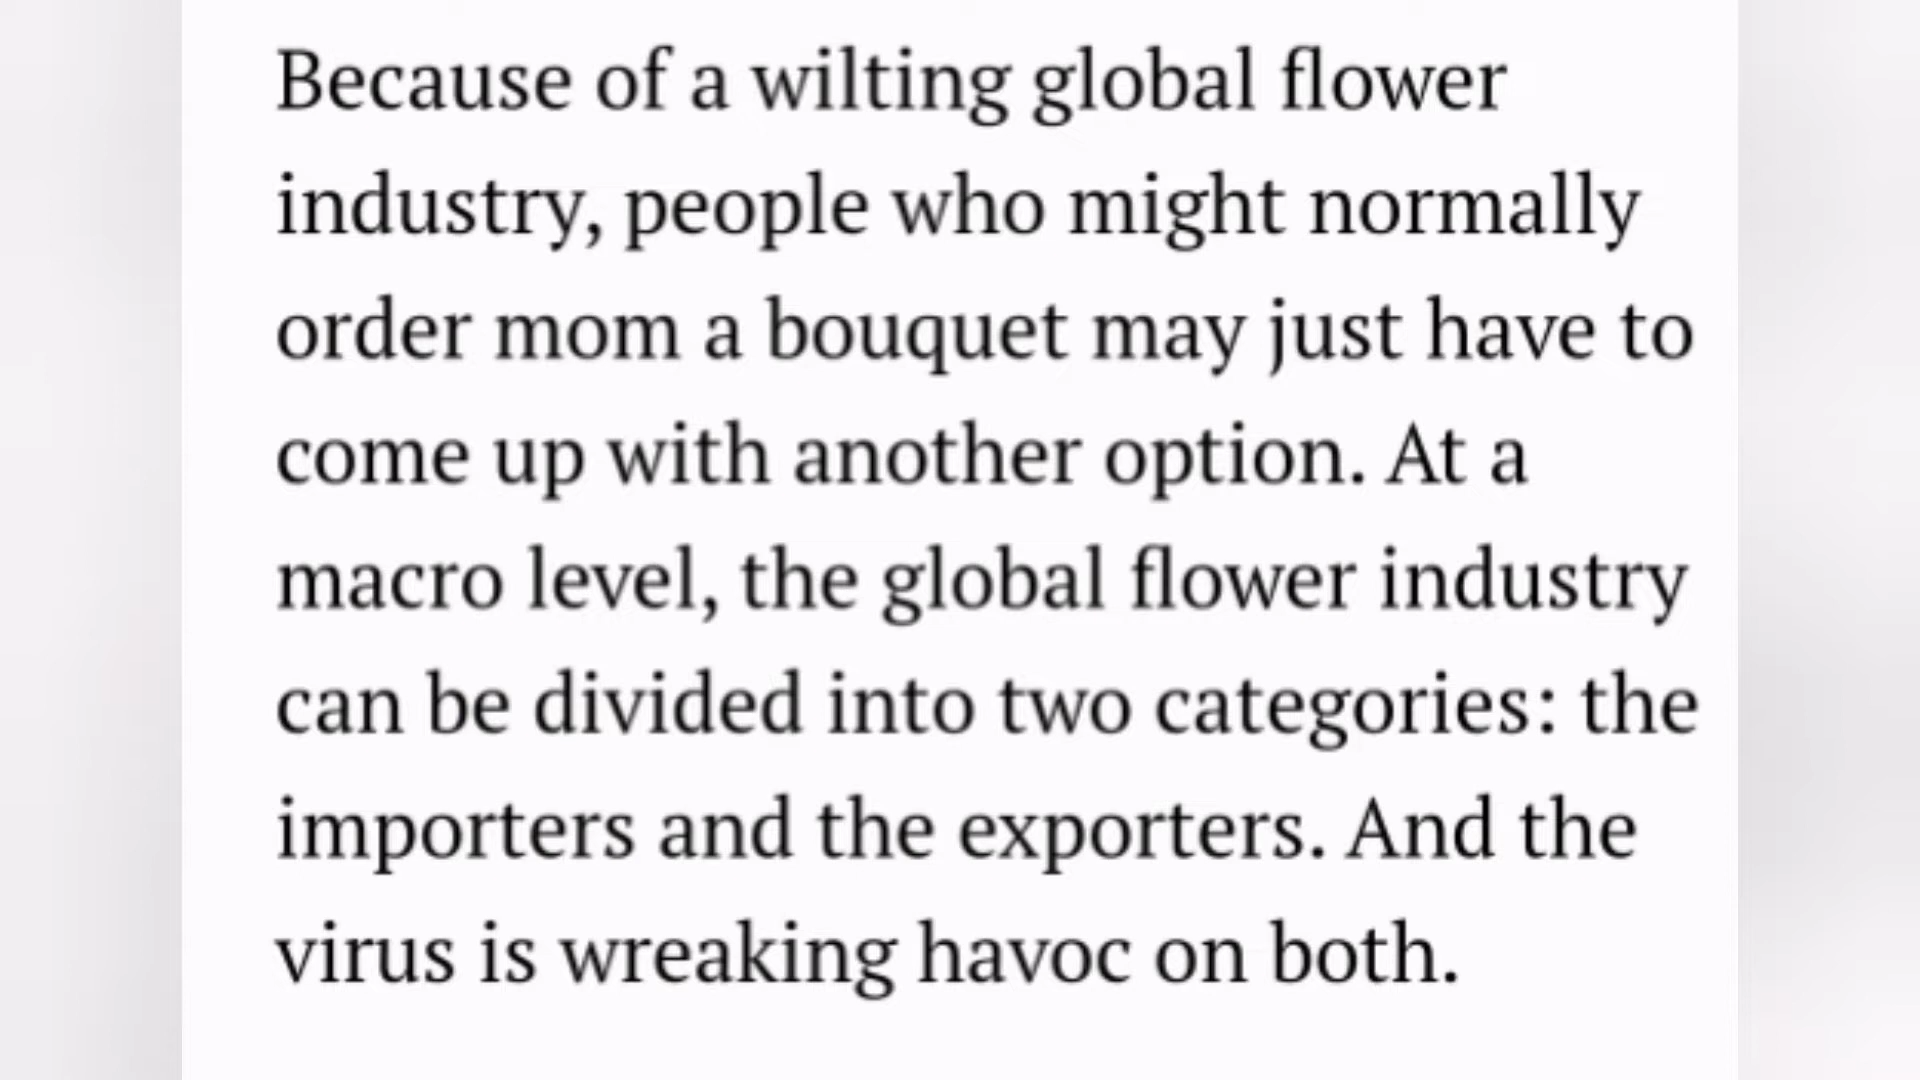 Because of a wilting global flower
industry, people who might normally
order mom a bouquet may just have to
come up with another option. At a
macro level, the global flower industry
can be divided into two categories: the
importers and the exporters. And the
virus is wreaking havoc on both.